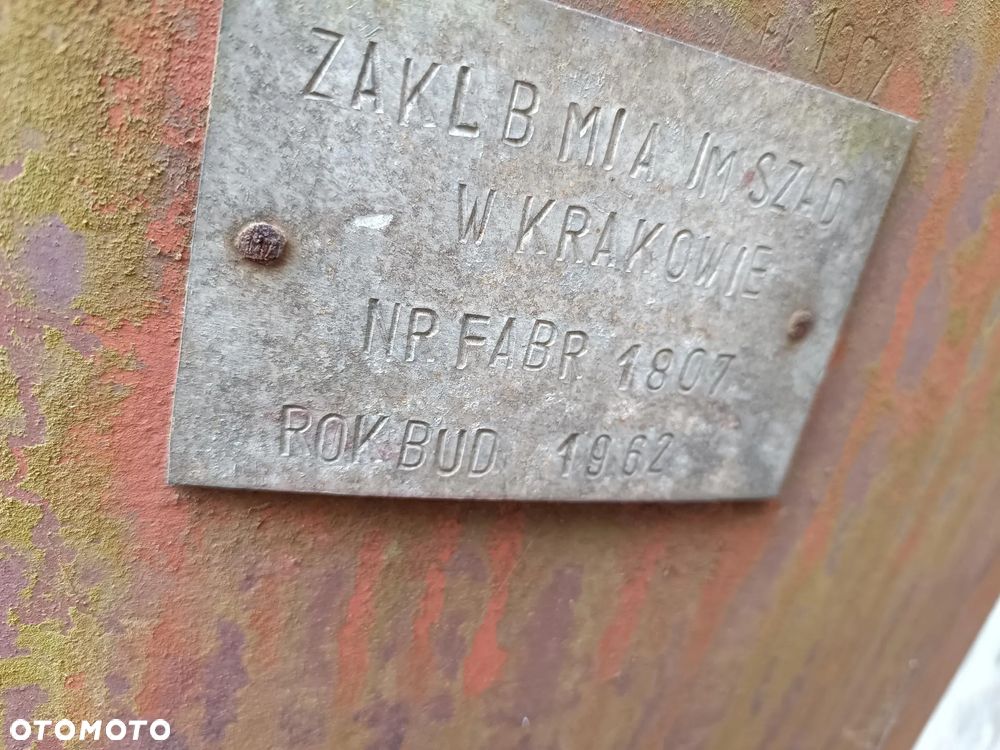 ZAKL B MIA IM SZAD
W KRAKOWIE
NR. FABR 1807
ROK BUD 1962
OTOMOTO